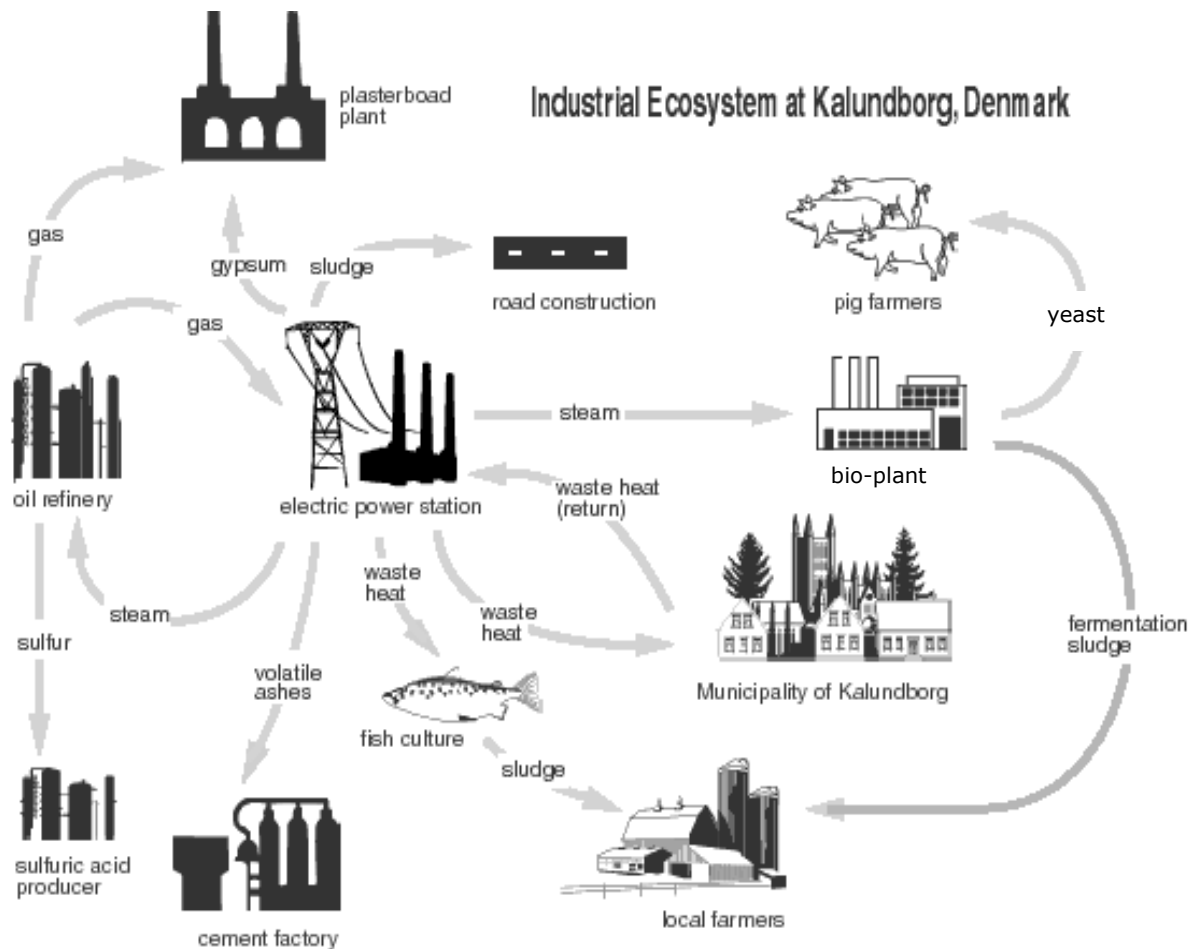 plasterboad
plant
Industrial Ecosystem at Kalundborg, Denmark
gas
gypsum
sludge
road construction
pig farmers
yeast
gas
steam
oil refinery
electric power station
waste heat
(return)
bio-plant
waste
heat
steam
waste
heat
sulfur
fermentation
sludge
volatile
ashes
Municipality of Kalundborg
fish culture
sludge
sulfuric acid
producer
local farmers
cement factory